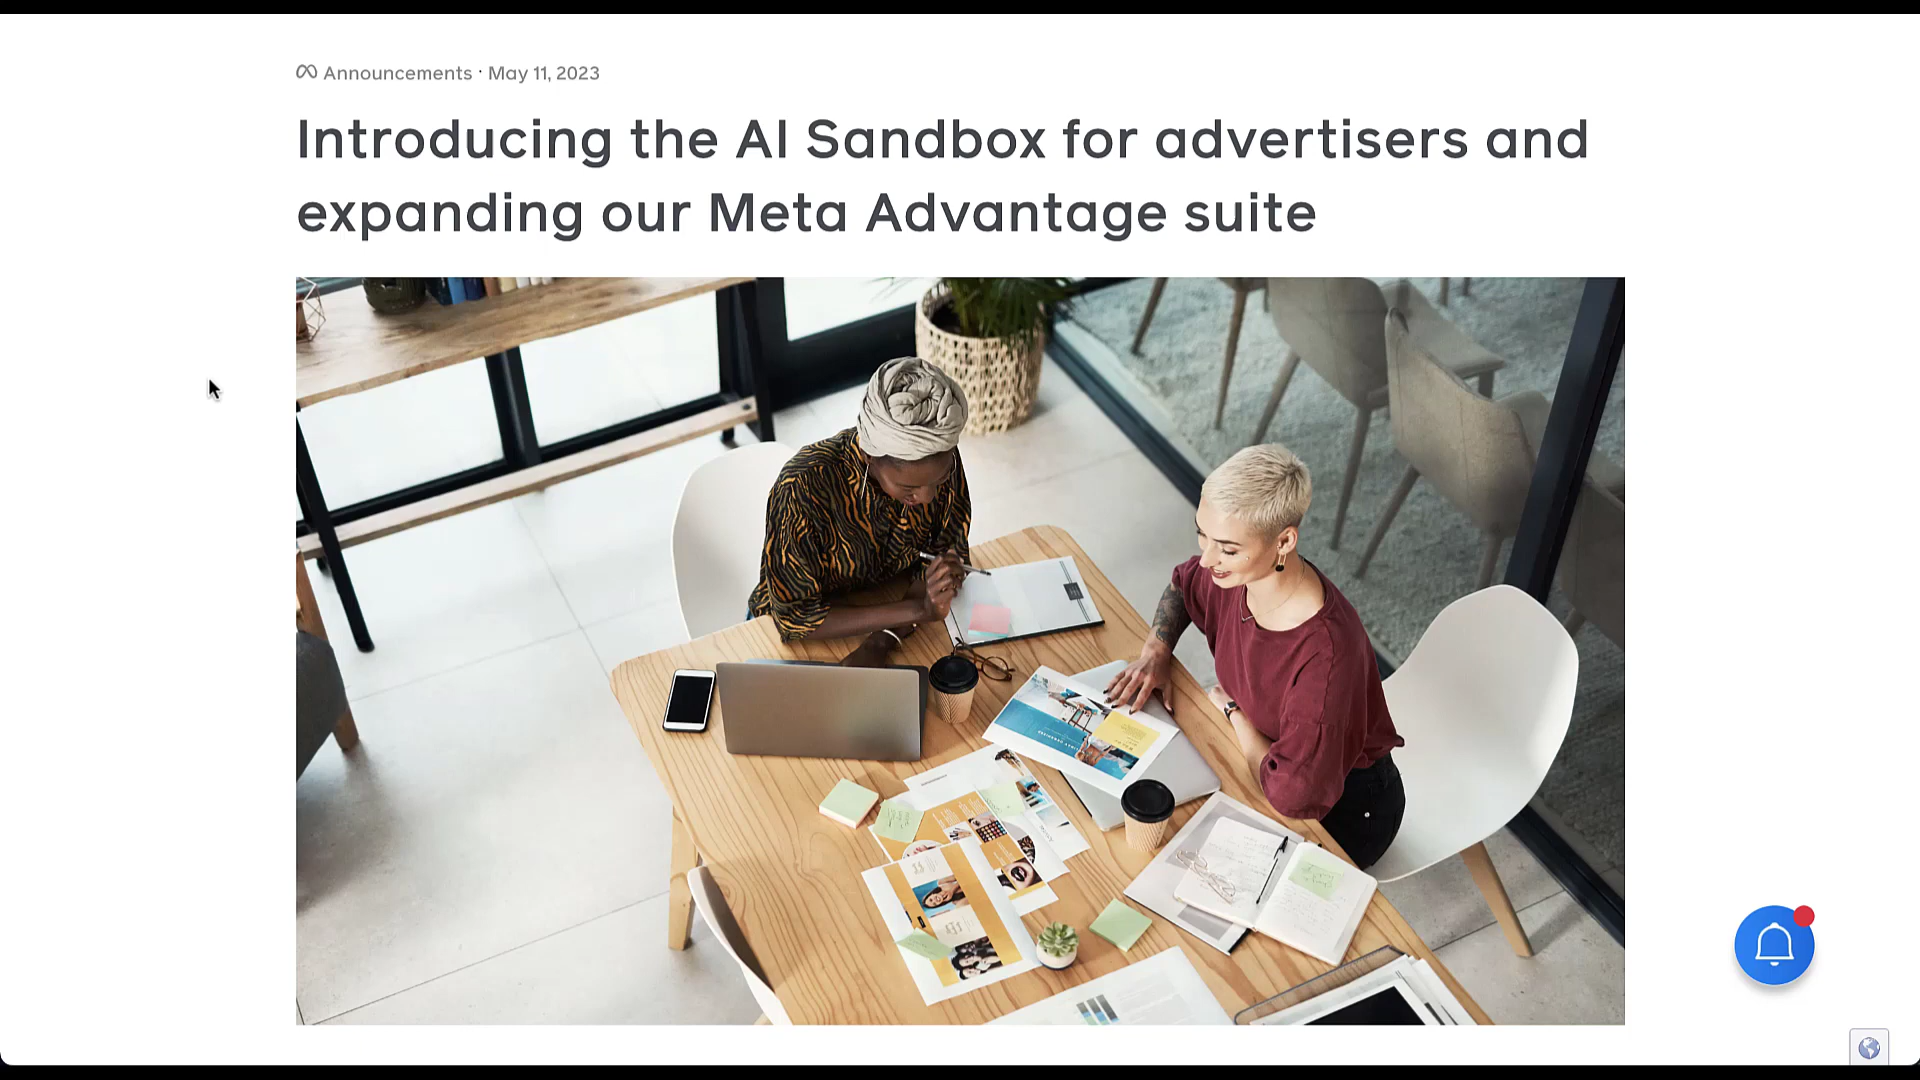 Announcements · May 11, 2023
Introducing the AI Sandbox for advertisers and
expanding our Meta Advantage suite